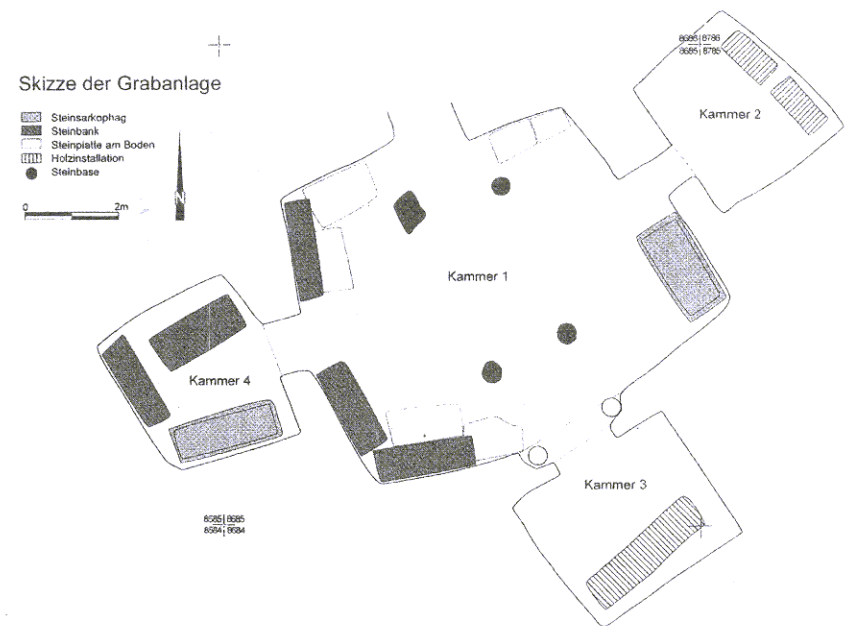 Skizze der Grabanlage
Steinsarkophag
Steinbank
Steinplatte am Boden
Holzinstallation
Steinbase
0 2m
N
8686 8786
8685 8785
Kammer 2
Kammer 1
Kammer 4
Kammer 3
8585 8685
8584 8684